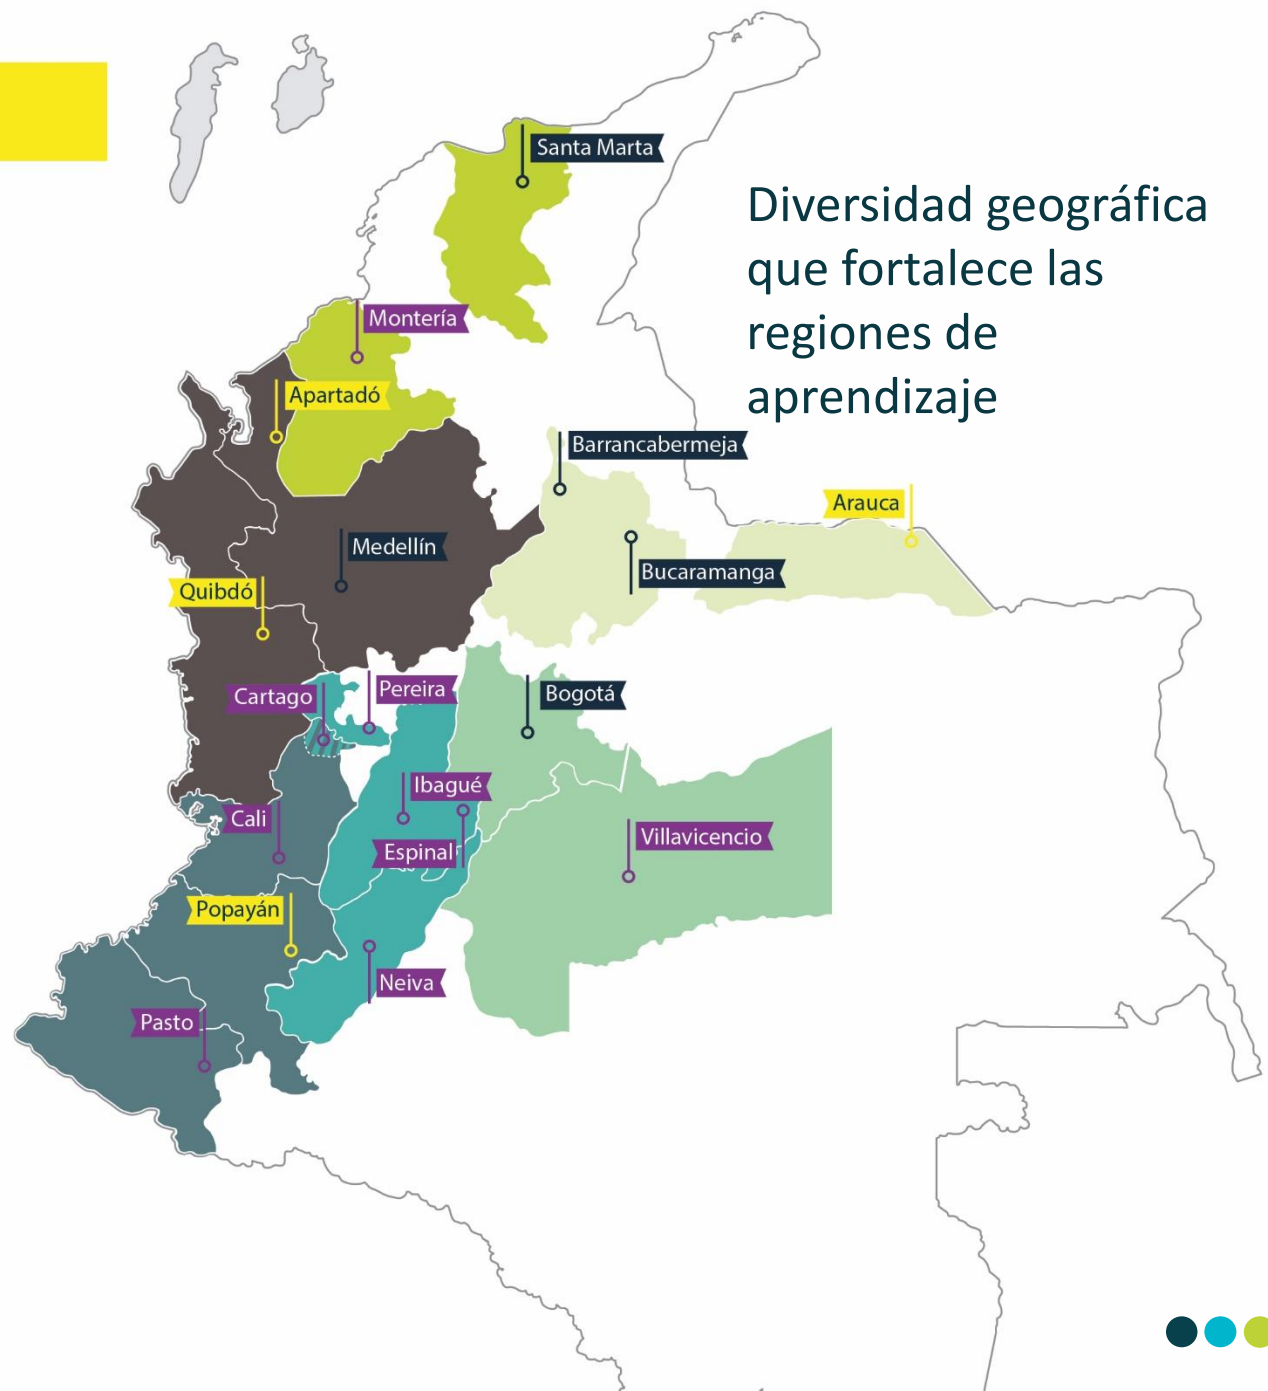 Santa Marta
Diversidad geográfica
que fortalece las
regiones de
aprendizaje
Montería
Apartadó
Barrancabermeja
Arauca
Medellín
Bucaramanga
Quibdó
Cartago
Pereira
Bogotá
Ibagué
Cali
Espinal
Villavicencio
Popayán
Neiva
Pasto